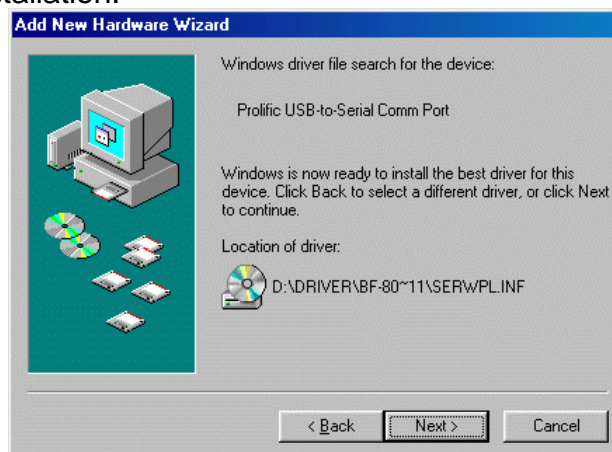 tallation.
Add New Hardware Wizard
Windows driver file search for the device:
Prolific USB-to-Serial Comm Port
Windows is now ready to install the best driver for this
device. Click Back to select a different driver, or click Next
to continue.
Location of driver:
D:\DRIVER\BF-80~11\SERWPL.INF
< Back
Next >
Cancel